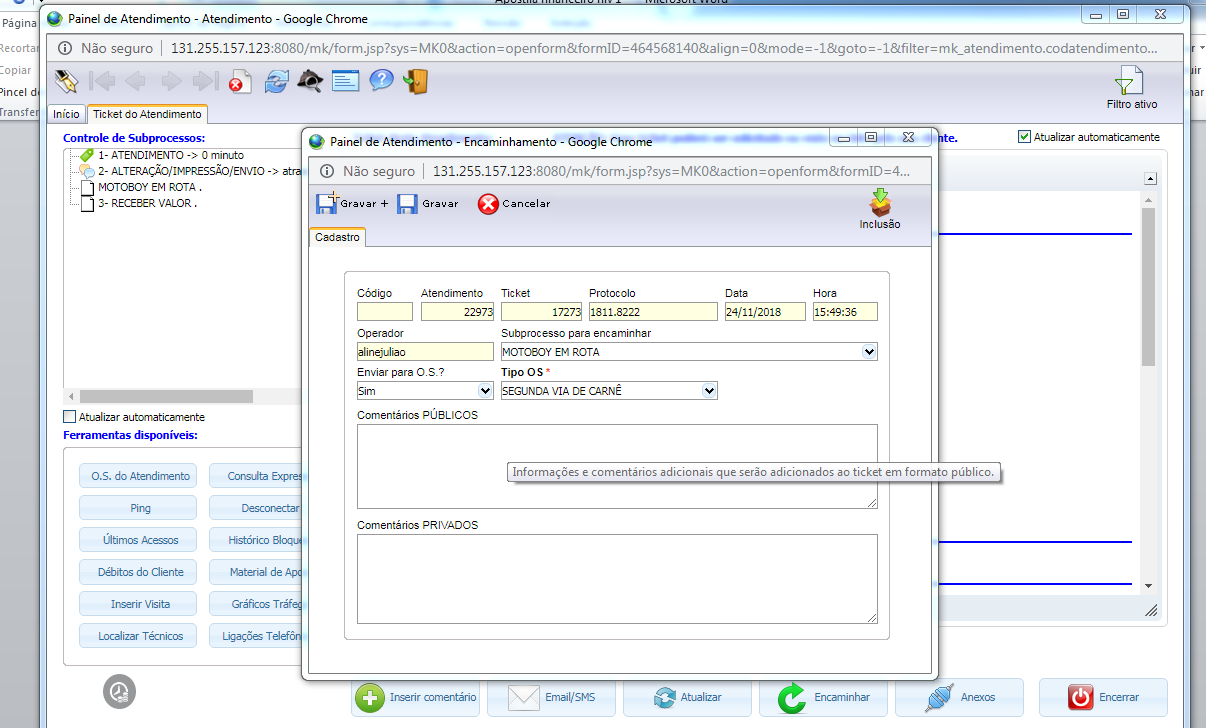 Apostila financeiro niv 1 - Microsoft Word
Página
Recortar
Copiar
Pincel de
Transferê
Painel de Atendimento - Atendimento - Google Chrome
Não seguro 131.255.157.123:8080/mk/form.jsp?sys=MK0&action=openform&formID=464568140&align=0&mode=-1&goto=-1&filter=mk_atendimento.codatendimento...
Filtro ativo
Início Ticket do Atendimento
Controle de Subprocessos:
Atualizar automaticamente
1- ATENDIMENTO -> 0 minuto
2- ALTERAÇÃO/IMPRESSÃO/ENVIO -> atra
MOTOBOY EM ROTA .
3- RECEBER VALOR .
Atualizar automaticamente
Ferramentas disponíveis:
O.S. do Atendimento Consulta Expres
Ping Desconectar
Últimos Acessos Histórico Bloque
Débitos do Cliente Material de Apo
Inserir Visita Gráficos Tráfeg
Localizar Técnicos Ligações Telefôn
Painel de Atendimento - Encaminhamento - Google Chrome
Não seguro 131.255.157.123:8080/mk/form.jsp?sys=MK0&action=openform&formID=4...
Gravar + Gravar Cancelar
Inclusão
Cadastro
Código Atendimento Ticket Protocolo Data Hora
22973 17273 1811.8222 24/11/2018 15:49:36
Operador Subprocesso para encaminhar
alinejuliao MOTOBOY EM ROTA
Enviar para O.S.? Tipo OS *
Sim SEGUNDA VIA DE CARNÊ
Comentários PÚBLICOS
Informações e comentários adicionais que serão adicionados ao ticket em formato público.
Comentários PRIVADOS
Inserir comentário Email/SMS Atualizar Encaminhar Anexos Encerrar